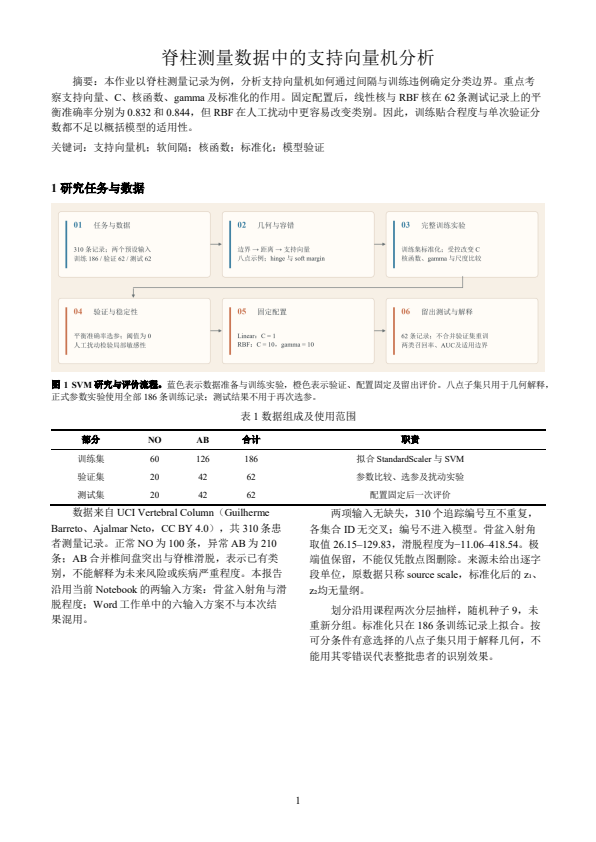 脊柱测量数据中的支持向量机分析
摘要：本作业以脊柱测量记录为例，分析支持向量机如何通过间隔与训练违例确定分类边界。重点考
察支持向量、C、核函数、gamma 及标准化的作用。固定配置后，线性核与 RBF 核在 62 条测试记录上的平
衡准确率分别为 0.832 和 0.844，但 RBF 在人工扰动中更容易改变类别。因此，训练贴合程度与单次验证分
数都不足以概括模型的适用性。
关键词：支持向量机；软间隔；核函数；标准化；模型验证
1 研究任务与数据
01 任务与数据
310 条记录；两个预设输入
训练 186 / 验证 62 / 测试 62
02 几何与容错
边界 → 距离 → 支持向量
八点示例：hinge 与 soft margin
03 完整训练实验
训练集标准化；受控改变 C
核函数、gamma 与尺度比较
04 验证与稳定性
平衡准确率选参；阈值为 0
人工扰动检验局部敏感性
05 固定配置
Linear：C = 1
RBF：C = 10，gamma = 10
06 留出测试与解释
62 条记录；不合并验证集重训
两类召回率、AUC及适用边界
图 1 SVM 研究与评价流程。蓝色表示数据准备与训练实验，橙色表示验证、配置固定及留出评价。八点子集只用于几何解释，
正式参数实验使用全部 186 条训练记录；测试结果不用于再次选参。
表 1 数据组成及使用范围
部分 NO AB 合计 职责
训练集 60 126 186 拟合 StandardScaler 与 SVM
验证集 20 42 62 参数比较、选参及扰动实验
测试集 20 42 62 配置固定后一次评价
数据来自 UCI Vertebral Column（Guilherme
Barreto、Ajalmar Neto，CC BY 4.0），共 310 条患
者测量记录。正常 NO 为 100 条，异常 AB 为 210
条；AB 合并椎间盘突出与脊椎滑脱，表示已有类
别，不能解释为未来风险或疾病严重程度。本报告
沿用当前 Notebook 的两输入方案：骨盆入射角与滑
脱程度；Word 工作单中的六输入方案不与本次结
果混用。
两项输入无缺失，310 个追踪编号互不重复，
各集合 ID 无交叉；编号不进入模型。骨盆入射角
取值 26.15–129.83，滑脱程度为−11.06–418.54。极
端值保留，不能仅凭散点图删除。来源未给出逐字
段单位，原数据只称 source scale，标准化后的 z₁、
z₂均无量纲。
划分沿用课程两次分层抽样，随机种子 9，未
重新分组。标准化只在 186 条训练记录上拟合。按
可分条件有意选择的八点子集只用于解释几何，不
能用其零错误代表整批患者的识别效果。
1